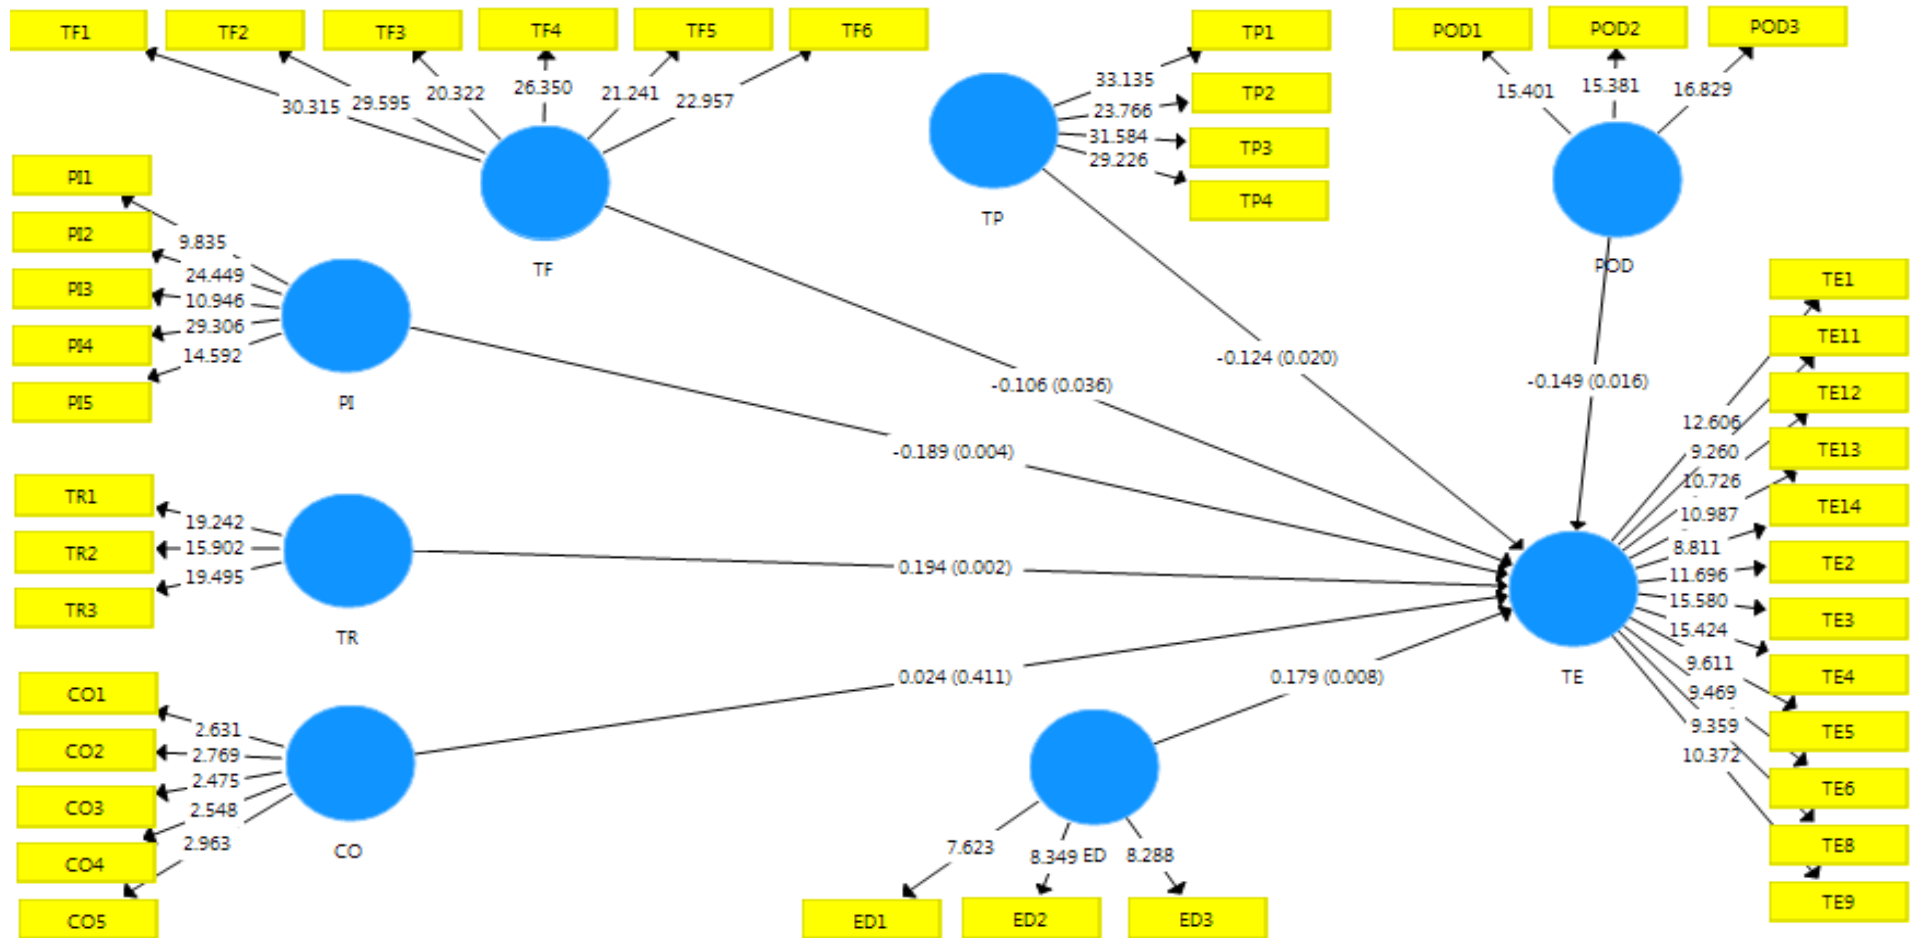 TF1
TF2
TF3
TF4
TF5
TF6
30.315
29.595
20.322
26.350
21.241
22.957
TF
TP1
TP2
TP3
TP4
33.135
23.766
31.584
29.226
TP
POD1
POD2
POD3
15.401
15.381
16.829
POD
PI1
PI2
PI3
PI4
PI5
9.835
24.449
10.946
29.306
14.592
PI
-0.124 (0.020)
-0.106 (0.036)
-0.149 (0.016)
-0.189 (0.004)
0.194 (0.002)
0.024 (0.411)
0.179 (0.008)
TR1
TR2
TR3
19.242
15.902
19.495
TR
CO1
CO2
CO3
CO4
CO5
2.631
2.769
2.475
2.548
2.963
CO
7.623
8.349
ED
8.288
ED1
ED2
ED3
TE
12.606
9.260
10.726
10.987
8.811
11.696
15.580
15.424
9.611
9.469
9.359
10.372
TE1
TE11
TE12
TE13
TE14
TE2
TE3
TE4
TE5
TE6
TE8
TE9